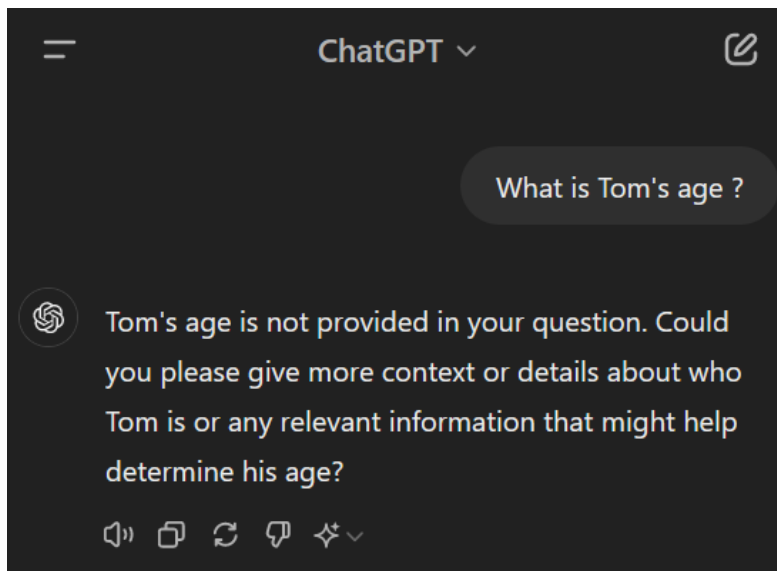 ChatGPT
What is Tom's age ?
Tom's age is not provided in your question. Could
you please give more context or details about who
Tom is or any relevant information that might help
determine his age?